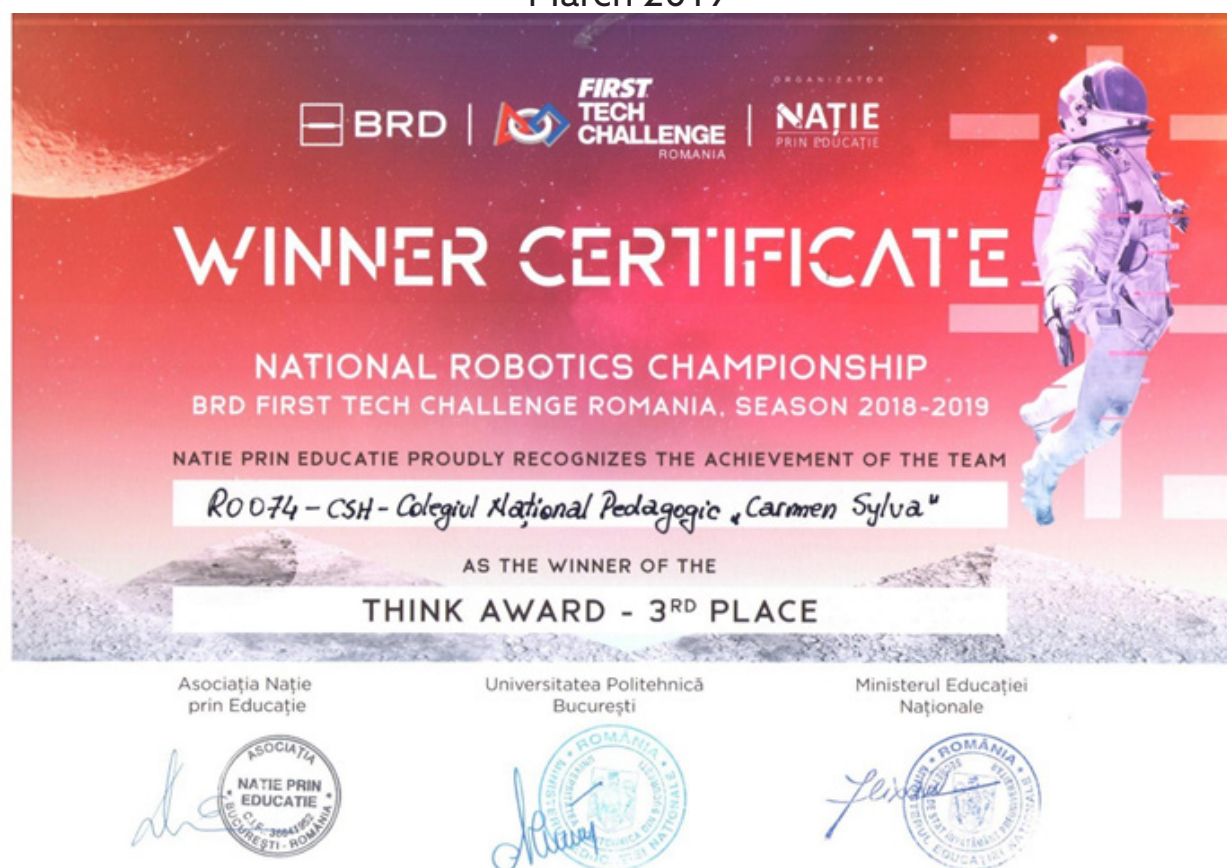 March 2019
BRD
FIRST
TECH
CHALLENGE
ROMANIA
ORGANIZATOR
NAȚIE
PRIN EDUCAȚIE
WINNER CERTIFICATE
NATIONAL ROBOTICS CHAMPIONSHIP
BRD FIRST TECH CHALLENGE ROMANIA, SEASON 2018-2019
NATIE PRIN EDUCATIE PROUDLY RECOGNIZES THE ACHIEVEMENT OF THE TEAM
RO 074 - CSH - Colegiul Național Pedagogic „Carmen Sylva"
AS THE WINNER OF THE
THINK AWARD - 3RD PLACE
Asociația Nație
prin Educație
Universitatea Politehnică
București
Ministerul Educației
Naționale
ASOCIAȚIA
NATIE PRIN
EDUCATIE
BUCUREȘTI - ROMÂNIA
ROMÂNIA
ROMÂNIA